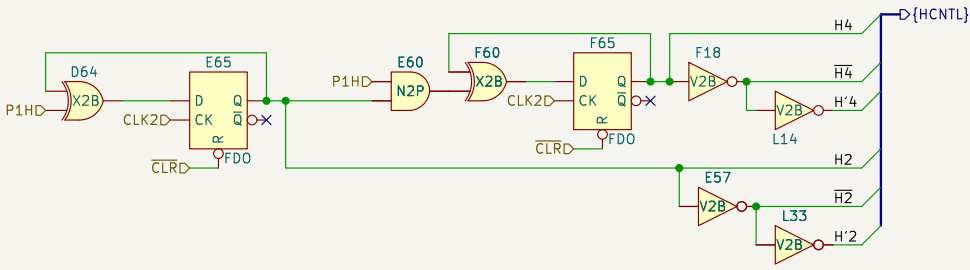 {HCNTL}
H4
F65
F18
E60
F60
E65
D64
P1H
N2P
X2B
D
Q
V2B
H4
CK
Q
CLK2
X2B
D
Q
V2B
H'4
P1H
CLK2
CK
Q
R
FDO
L14
CLR
R
FDO
H2
CLR
E57
V2B
H2
L33
V2B
H'2